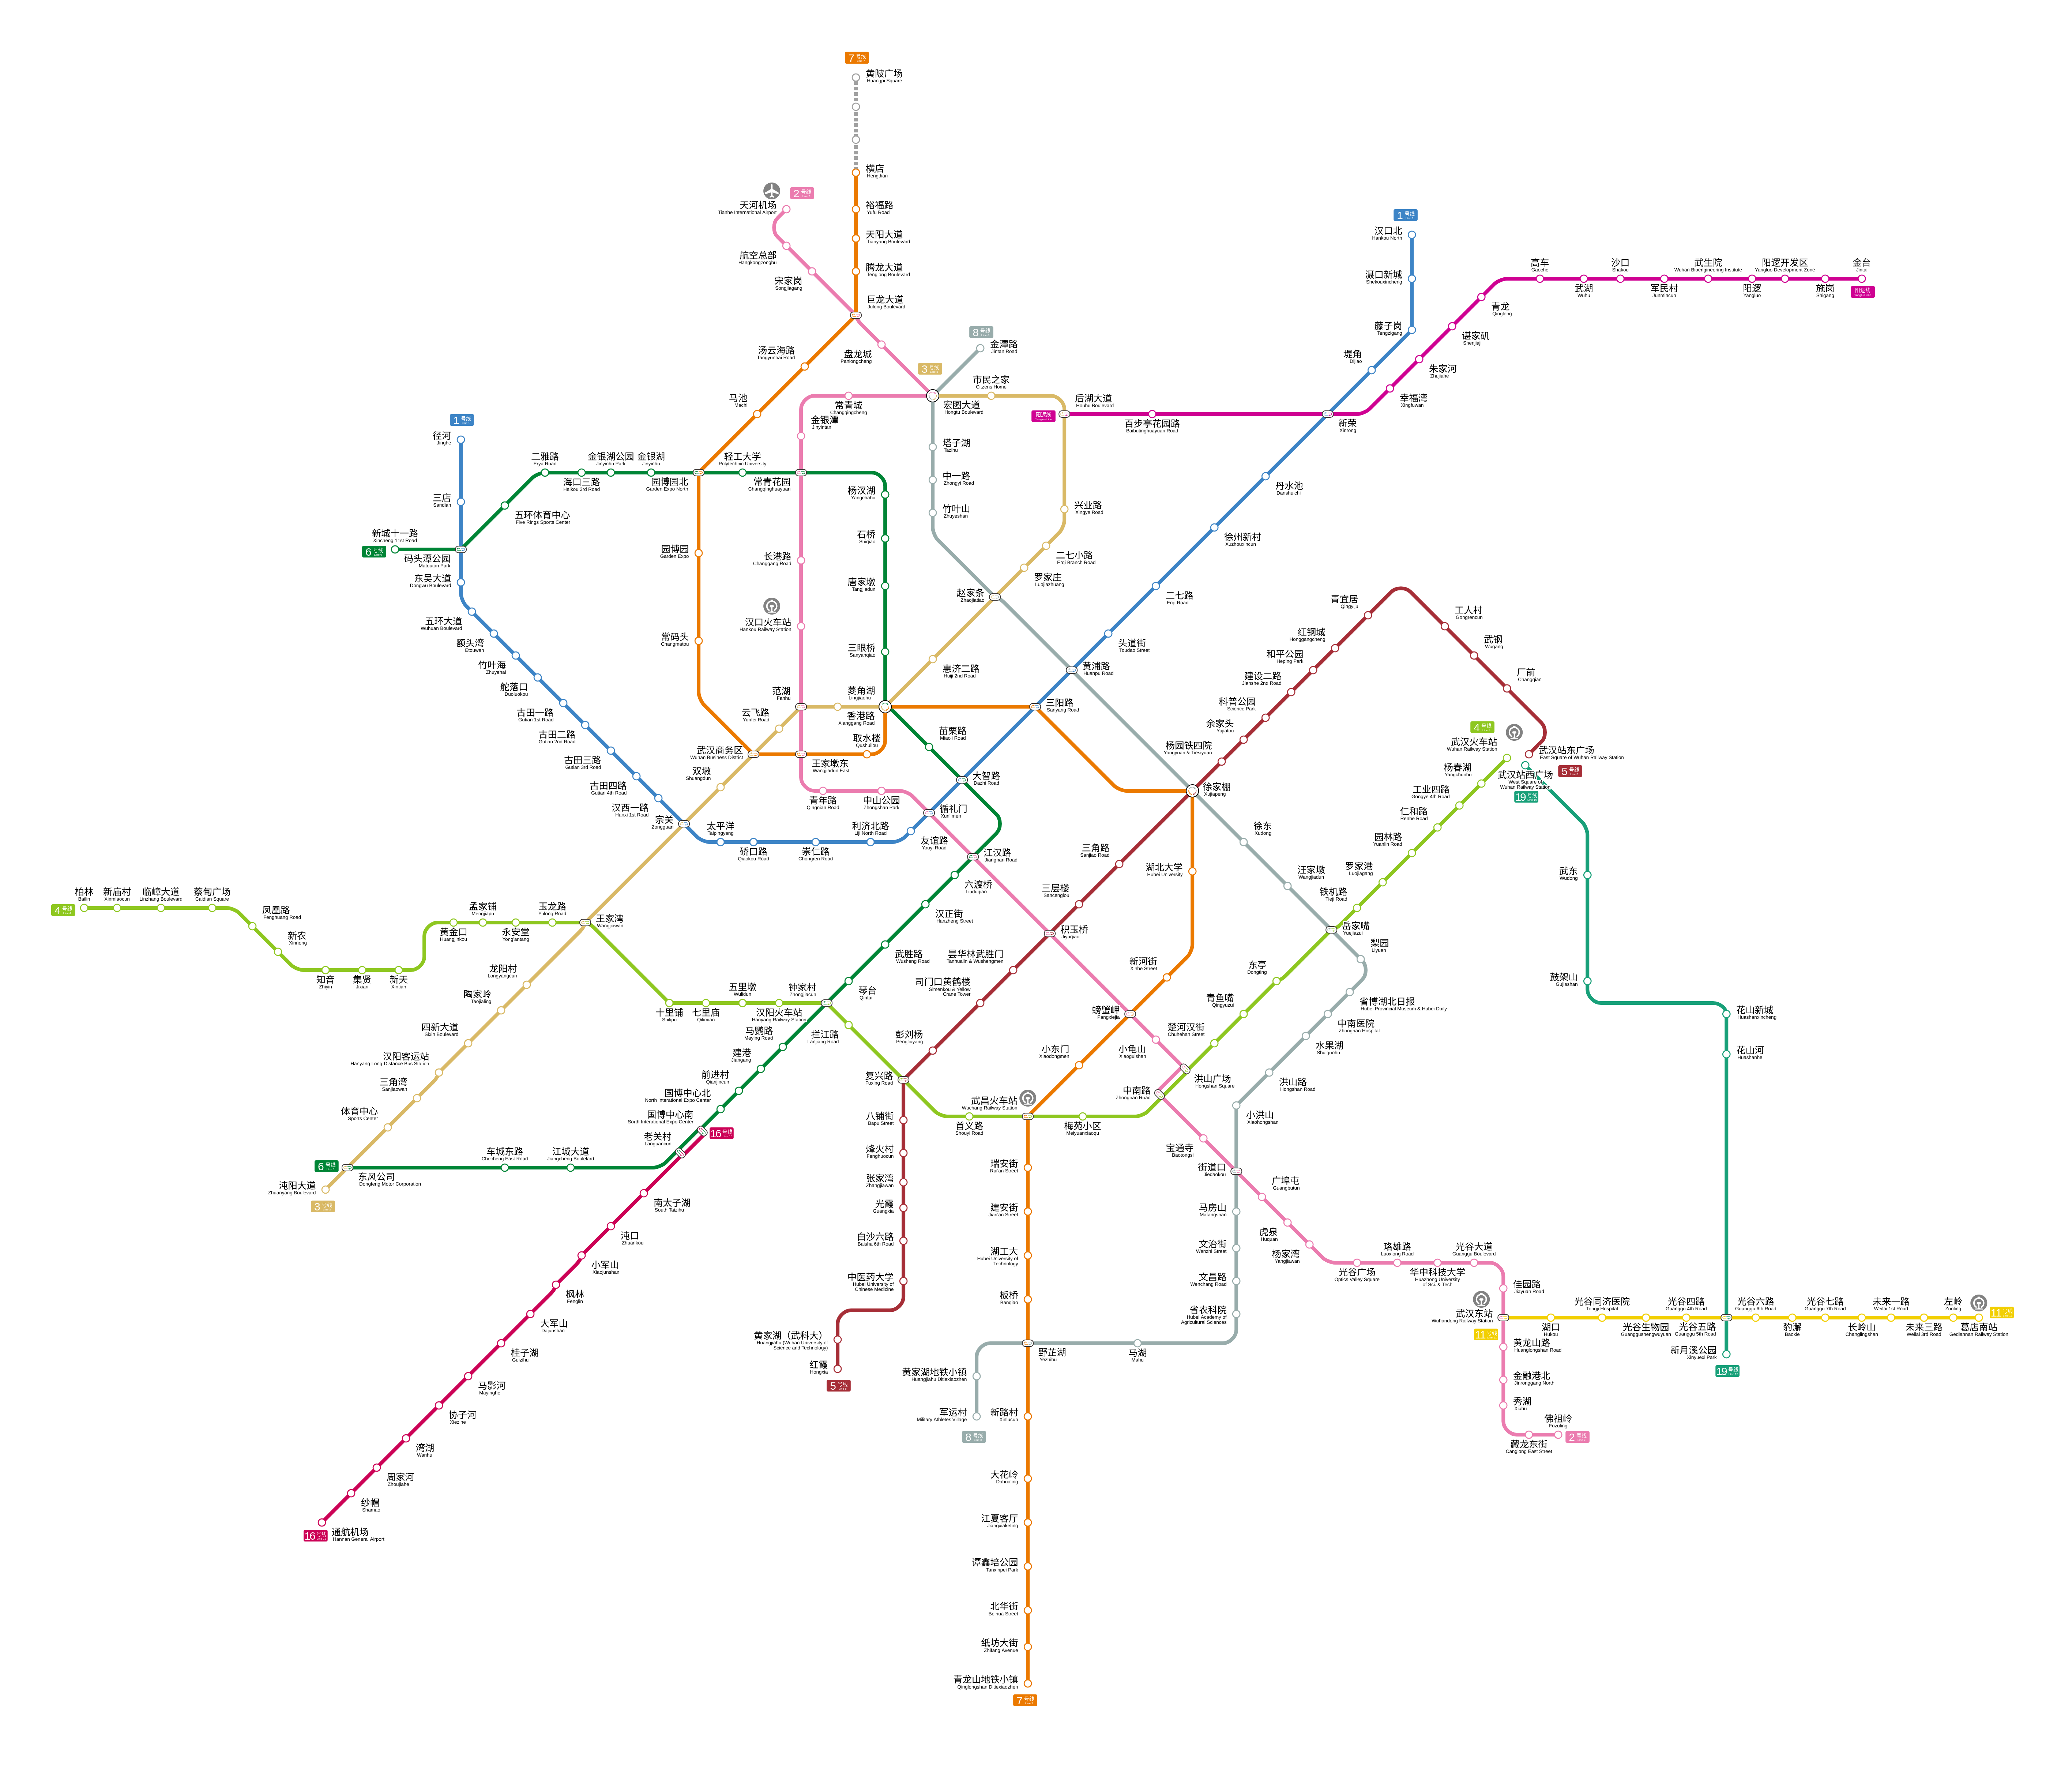 7 号线
黄陂广场
Huangpi Square
横店
Hengdian
裕福路
Yufu Road
天阳大道
Tianyang Boulevard
腾龙大道
Tenglong Boulevard
巨龙大道
Julong Boulevard
2 号线
天河机场
Tianhe International Airport
航空总部
Hangkongzongbu
宋家岗
Songjiagang
汤云海路
Tangyunhai Road
盘龙城
Panlongcheng
马池
Machi
8 号线
金潭路
Jintan Road
3 号线
市民之家
Citizens Home
宏图大道
Hongtu Boulevard
常青城
Changqingcheng
金银潭
Jinyintan
后湖大道
Houhu Boulevard
阳逻线
百步亭花园路
Baibutinghuayuan Road
1 号线
汉口北
Hankou North
滠口新城
Shekouxincheng
藤子岗
Tengzigang
堤角
Dijiao
新荣
Xinrong
幸福湾
Xingfuwan
朱家河
Zhujiahe
谌家矶
Shenjiaji
青龙
Qinglong
高车
Gaoche
武湖
Wuhu
沙口
Shakou
军民村
Junmincun
武生院
Wuhan Bioengineering Institute
阳逻
Yangluo
阳逻开发区
Yangluo Development Zone
施岗
Shigang
金台
Jintai
阳逻线
1 号线
径河
Jinghe
三店
Sandian
新城十一路
Xincheng 11st Road
6 号线
码头潭公园
Matoutan Park
东吴大道
Dongwu Boulevard
五环大道
Wuhuan Boulevard
额头湾
Etouwan
竹叶海
Zhuyehai
舵落口
Duoluokou
古田一路
Gutian 1st Road
古田二路
Gutian 2nd Road
古田三路
Gutian 3rd Road
古田四路
Gutian 4th Road
汉西一路
Hanxi 1st Road
宗关
Zongguan
太平洋
Taipingyang
硚口路
Qiaokou Road
崇仁路
Chongren Road
利济北路
Liji North Road
友谊路
Youyi Road
循礼门
Xunlimen
大智路
Dazhi Road
三阳路
Sanyang Road
黄浦路
Huanpu Road
头道街
Toudao Street
二七路
Erqi Road
徐州新村
Xuzhouxincun
丹水池
Danshuichi
五环体育中心
Five Rings Sports Center
二雅路
Erya Road
海口三路
Haikou 3rd Road
金银湖公园
Jinyinhu Park
金银湖
Jinyinhu
园博园北
Garden Expo North
轻工大学
Polytechnic University
常青花园
Changqinghuayuan
杨汊湖
Yangchahu
石桥
Shiqiao
唐家墩
Tangjiadun
三眼桥
Sanyanqiao
菱角湖
Lingjiaohu
香港路
Xianggang Road
园博园
Garden Expo
常码头
Changmatou
长港路
Changgang Road
汉口火车站
Hankou Railway Station
范湖
Fanhu
云飞路
Yunfei Road
武汉商务区
Wuhan Business District
双墩
Shuangdun
取水楼
Qushuilou
王家墩东
Wangjiadun East
青年路
Qingnian Road
中山公园
Zhongshan Park
塔子湖
Tazihu
中一路
Zhongyi Road
竹叶山
Zhuyeshan
兴业路
Xingye Road
二七小路
Erqi Branch Road
罗家庄
Luojiazhuang
赵家条
Zhaojiatiao
惠济二路
Huiji 2nd Road
苗栗路
Miaoli Road
江汉路
Jianghan Road
六渡桥
Liuduqiao
汉正街
Hanzheng Street
武胜路
Wusheng Road
琴台
Qintai
青宜居
Qingyiju
红钢城
Honggangcheng
和平公园
Heping Park
建设二路
Jianshe 2nd Road
科普公园
Science Park
余家头
Yujiatou
杨园铁四院
Yangyuan & Tiesiyuan
徐家棚
Xujiapeng
工人村
Gongrencun
武钢
Wugang
厂前
Changqian
4 号线
武汉火车站
Wuhan Railway Station
武汉站东广场
East Square of Wuhan Railway Station
5 号线
武汉站西广场
West Square of
Wuhan Railway Station
19 号线
杨春湖
Yangchunhu
工业四路
Gongye 4th Road
仁和路
Renhe Road
园林路
Yuanlin Road
罗家港
Luojiagang
铁机路
Tieji Road
岳家嘴
Yuejiazui
徐东
Xudong
汪家墩
Wangjiadun
梨园
Liyuan
武东
Wudong
鼓架山
Gujiashan
花山新城
Huashanxincheng
花山河
Huashanhe
三角路
Sanjiao Road
三层楼
Sancenglou
积玉桥
Jiyuqiao
昙华林武胜门
Tanhualin & Wushengmen
司门口黄鹤楼
Simenkou & Yellow
Crane Tower
彭刘杨
Pengliuyang
复兴路
Fuxing Road
湖北大学
Hubei University
新河街
Xinhe Street
螃蟹岬
Pangxiejia
小东门
Xiaodongmen
小龟山
Xiaoguishan
楚河汉街
Chuhehan Street
青鱼嘴
Qingyuzui
东亭
Dongting
洪山广场
Hongshan Square
中南路
Zhongnan Road
省博湖北日报
Hubei Provincial Museum & Hubei Daily
中南医院
Zhongnan Hospital
水果湖
Shuiguohu
洪山路
Hongshan Road
小洪山
Xiaohongshan
4 号线
柏林
Bailin
新庙村
Xinmiaocun
临嶂大道
Linzhang Boulevard
蔡甸广场
Caidian Square
凤凰路
Fenghuang Road
新农
Xinnong
知音
Zhiyin
集贤
Jixian
新天
Xintian
黄金口
Huangjinkou
孟家铺
Mengjiapu
永安堂
Yong'antang
玉龙路
Yulong Road
王家湾
Wangjiawan
十里铺
Shilipu
七里庙
Qilimiao
五里墩
Wulidun
汉阳火车站
Hanyang Railway Station
钟家村
Zhongjiacun
拦江路
Lanjiang Road
龙阳村
Longyangcun
陶家岭
Taojialing
四新大道
Sixin Boulevard
汉阳客运站
Hanyang Long-Distance Bus Station
三角湾
Sanjiaowan
体育中心
Sports Center
6 号线
东风公司
Dongfeng Motor Corporation
沌阳大道
Zhuanyang Boulevard
3 号线
车城东路
Checheng East Road
江城大道
Jiangcheng Boulevard
老关村
Laoguancun
国博中心南
Sorth Interational Expo Center
国博中心北
North International Expo Center
前进村
Qianjincun
建港
Jiangang
马鹦路
Maying Road
16 号线
南太子湖
South Taizihu
沌口
Zhuankou
小军山
Xiaojunshan
枫林
Fenglin
大军山
Dajunshan
桂子湖
Guizhu
马影河
Mayinghe
协子河
Xiezihe
湾湖
Wanhu
周家河
Zhoujiahe
纱帽
Shamao
16 号线
通航机场
Hannan General Airport
武昌火车站
Wuchang Railway Station
首义路
Shouyi Road
梅苑小区
Meiyuanxiaoqu
八铺街
Bapu Street
烽火村
Fenghuocun
张家湾
Zhangjiawan
光霞
Guangxia
白沙六路
Baisha 6th Road
中医药大学
Hubei University of
Chinese Medicine
黄家湖（武科大）
Huangjiahu (Wuhan University of
Science and Technology)
红霞
Hongxia
5 号线
瑞安街
Rui'an Street
建安街
Jian'an Street
湖工大
Hubei University of
Technology
板桥
Banqiao
野芷湖
Yezhihu
新路村
Xinlucun
大花岭
Dahualing
江夏客厅
Jiangxiaketing
谭鑫培公园
Tanxinpei Park
北华街
Beihua Street
纸坊大街
Zhifang Avenue
青龙山地铁小镇
Qinglongshan Ditiexiaozhen
7 号线
黄家湖地铁小镇
Huangjiahu Ditiexiaozhen
军运村
Military Athletes Village
8 号线
马湖
Mahu
宝通寺
Baotongsi
街道口
Jiedaokou
马房山
Mafangshan
文治街
Wenzhi Street
文昌路
Wenchang Road
省农科院
Hubei Academy of
Agricultural Sciences
广埠屯
Guangbutun
虎泉
Huquan
杨家湾
Yangjiawan
光谷广场
Optics Valley Square
珞雄路
Luoxiong Road
华中科技大学
Huazhong University
of Sci. & Tech
光谷大道
Guanggu Boulevard
佳园路
Jiayuan Road
武汉东站
Wuhandong Railway Station
11 号线
黄龙山路
Huanglongshan Road
金融港北
Jinronggang North
秀湖
Xiuhu
藏龙东街
Canglong East Street
佛祖岭
Fozuling
2 号线
湖口
Hukou
光谷同济医院
Tongji Hospital
光谷生物园
Guanggushengwuyuan
光谷四路
Guanggu 4th Road
光谷五路
Guanggu 5th Road
光谷六路
Guanggu 6th Road
豹澥
Baoxie
光谷七路
Guanggu 7th Road
长岭山
Changlingshan
未来一路
Weilai 1st Road
未来三路
Weilai 3rd Road
左岭
Zuoling
葛店南站
Gediannan Railway Station
11 号线
新月溪公园
Xinyuexi Park
19 号线